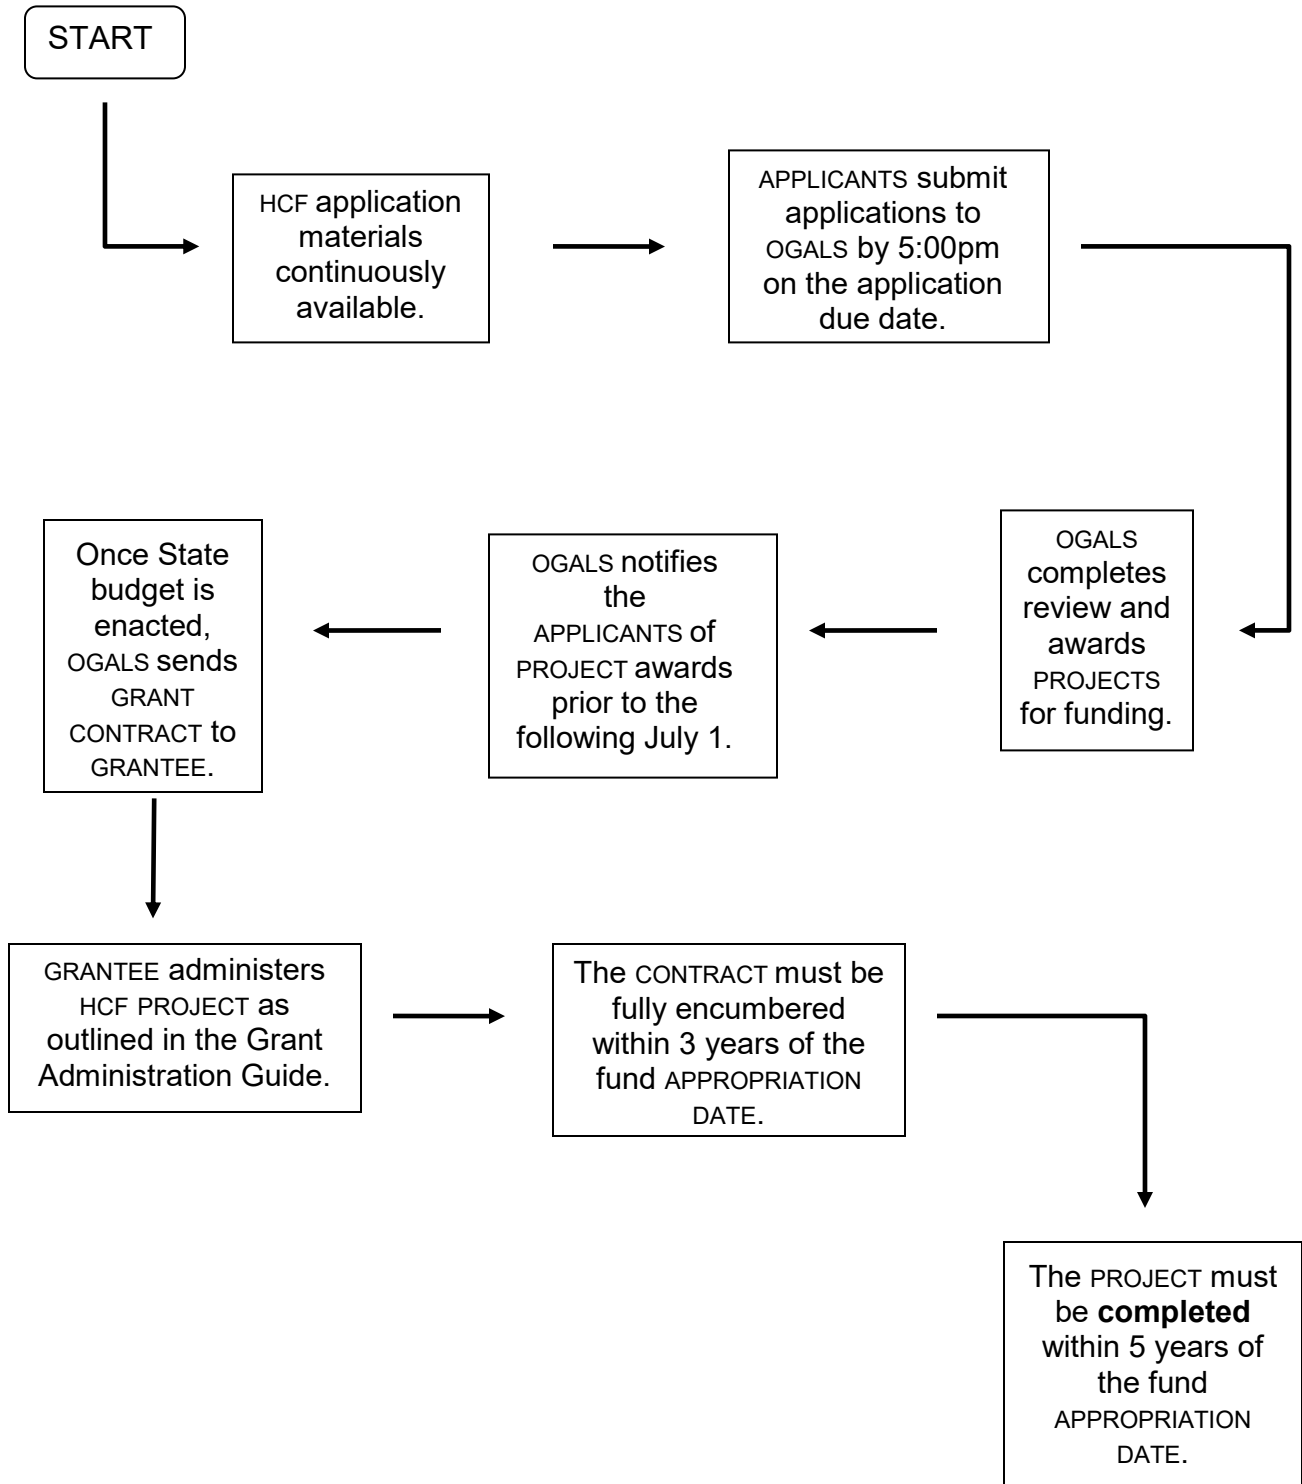 START
HCF application
materials
continuously
available.
APPLICANTS submit
applications to
OGALS by 5:00pm
on the application
due date.
OGALS
completes
review and
awards
PROJECTS
for funding.
OGALS notifies
the
APPLICANTS of
PROJECT awards
prior to the
following July 1.
Once State
budget is
enacted,
OGALS sends
GRANT
CONTRACT to
GRANTEE.
GRANTEE administers
HCF PROJECT as
outlined in the Grant
Administration Guide.
The CONTRACT must be
fully encumbered
within 3 years of the
fund APPROPRIATION
DATE.
The PROJECT must
be completed
within 5 years of
the fund
APPROPRIATION
DATE.